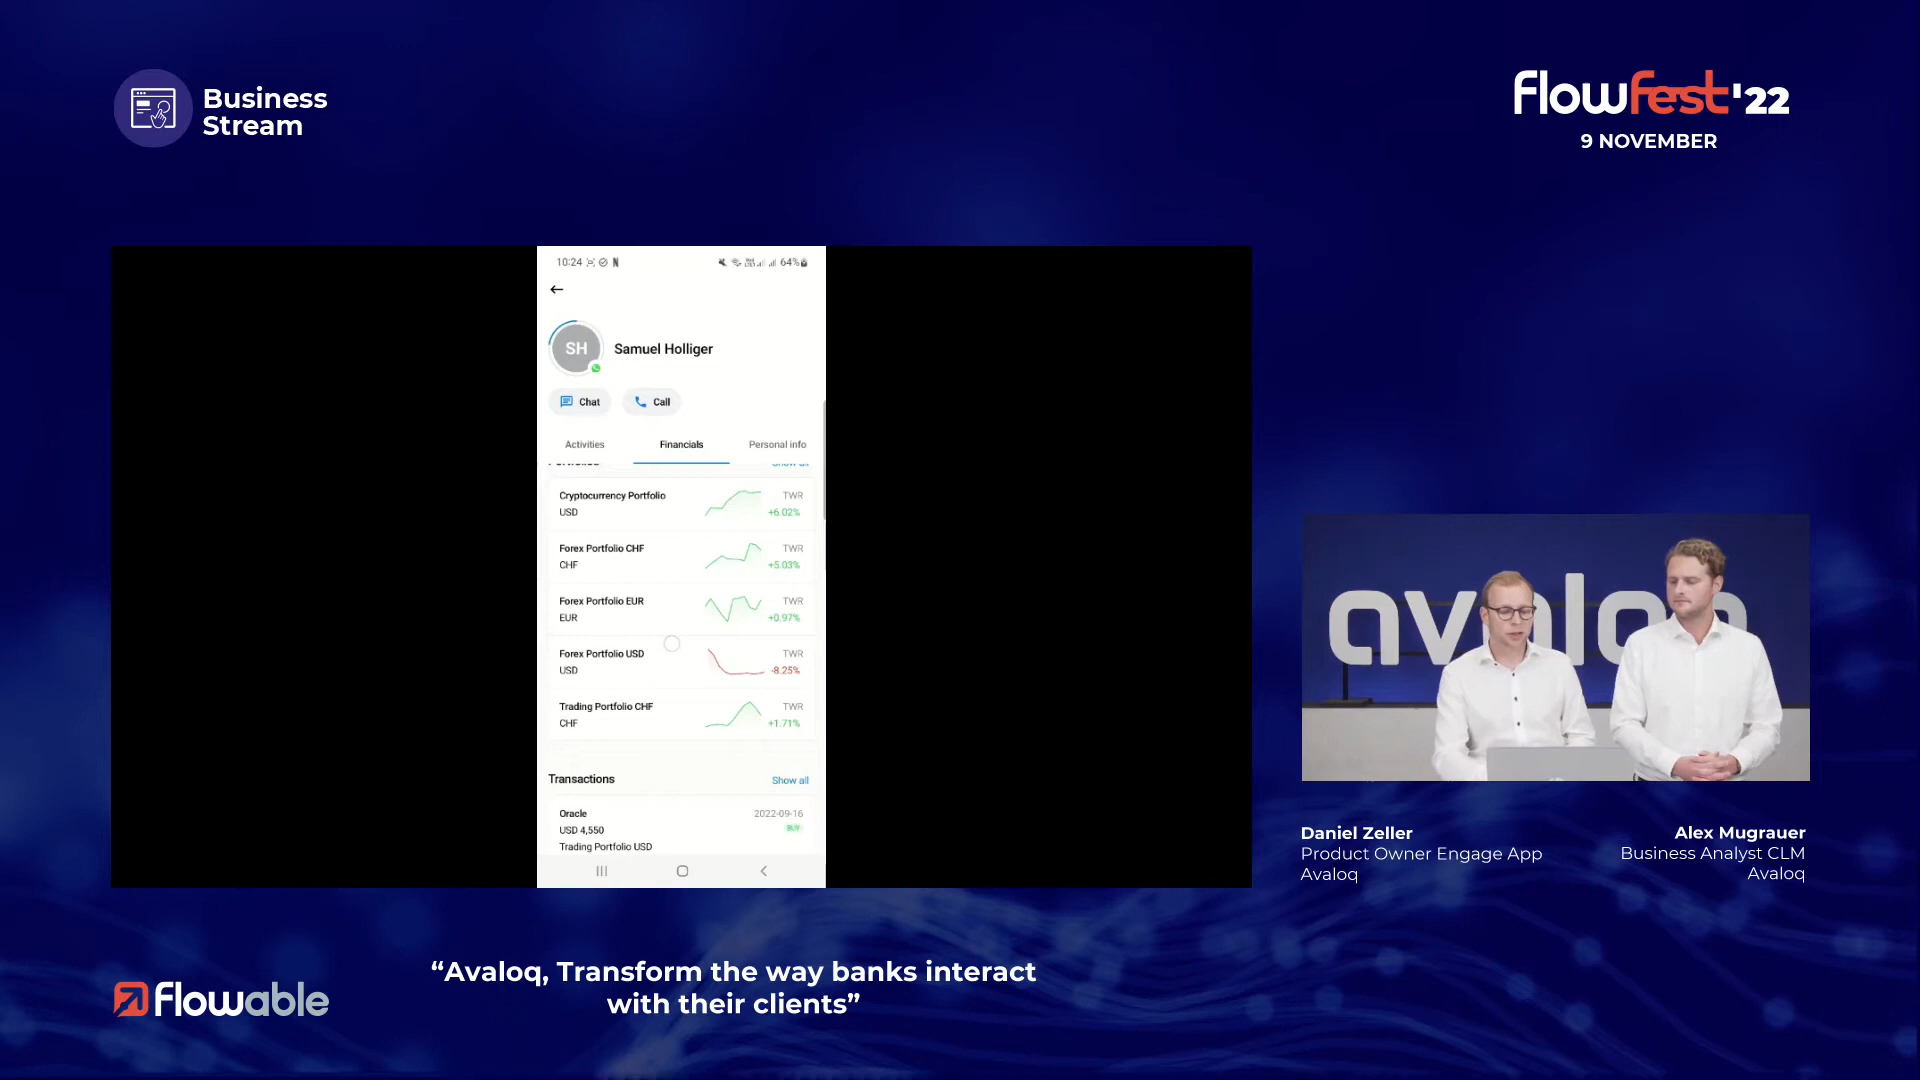 Business
Stream
flowfest'22
9 NOVEMBER
10:24
64%
SH
Samuel Holliger
Chat
Call
Activities
Financials
Personal info
Cryptocurrency Portfolio
TWR
USD
+6.02%
Forex Portfolio CHF
TWR
CHF
+5.03%
Forex Portfolio EUR
TWR
EUR
+0.97%
Forex Portfolio USD
TWR
USD
-8.25%
Trading Portfolio CHF
TWR
CHF
+1.71%
Transactions
Show all
Oracle
2022-09-16
USD 4,550
BUY
Trading Portfolio USD
avaloq
Daniel Zeller
Product Owner Engage App
Avaloq
Alex Mugrauer
Business Analyst CLM
Avaloq
flowable
“Avaloq, Transform the way banks interact
with their clients”